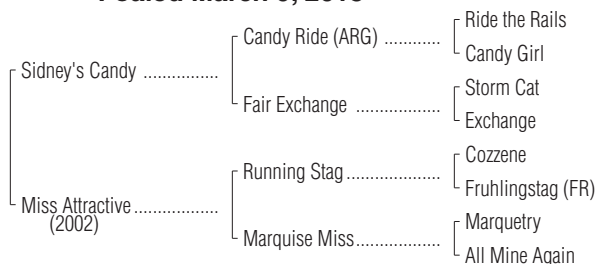 Foaled March
Ride the Rails
Candy Ride (ARG) ...........
Candy Girl
Sidney's Candy ...............
Storm Cat
Fair Exchange .................
Exchange
Cozzene
Running Stag ...................
Fruhlingstag (FR)
Miss Attractive .................
(2002)
Marquetry
Marquise Miss .................
All Mine Again